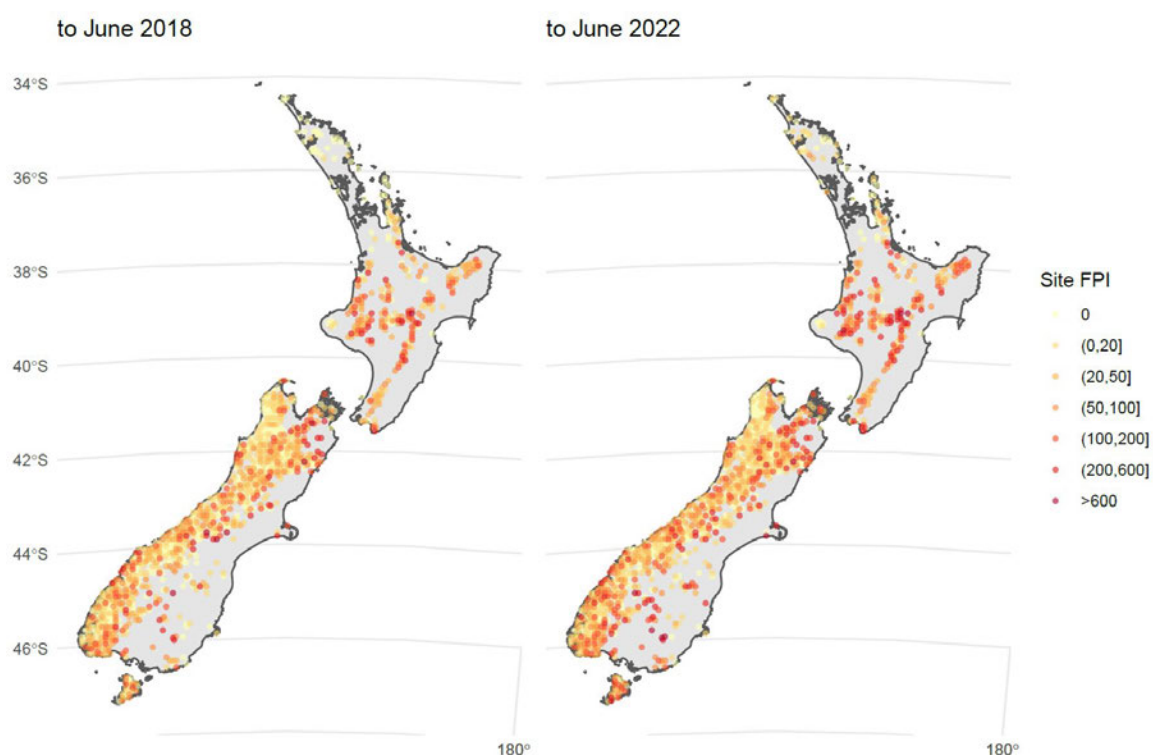 to June 2018
to June 2022
34°S
36°S
38°S
40°S
42°S
44°S
46°S
180°
180°
Site FPI
0
(0,20]
(20,50]
(50,100]
(100,200]
(200,600]
>600